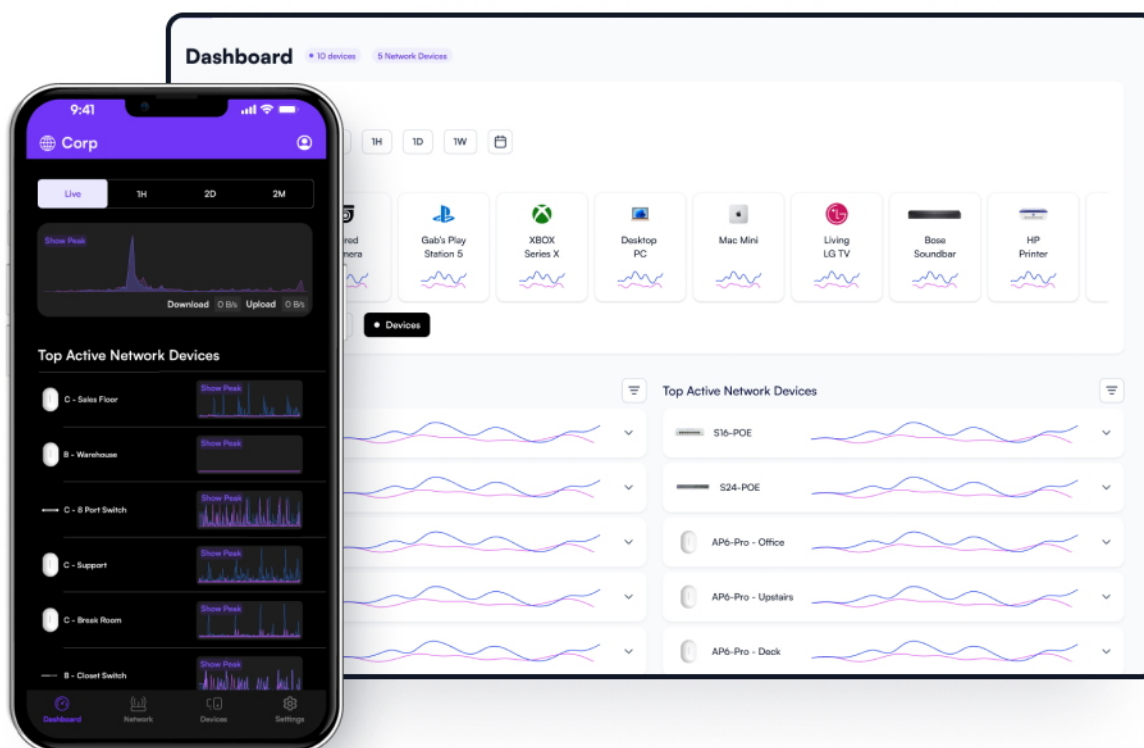 Dashboard
10 devices
5 Network Devices
1H
1D
1W
Gab's Play
Station 5
XBOX
Series X
Desktop
PC
Mac Mini
Living
LG TV
Bose
Soundbar
HP
Printer
Devices
Top Active Network Devices
S16-POE
S24-POE
AP6-Pro - Office
AP6-Pro - Upstairs
AP6-Pro - Deck
9:41
Corp
Live
1H
2D
2M
Show Peak
Download 0 B/s Upload 0 B/s
Top Active Network Devices
C - Sales Floor
Show Peak
B - Warehouse
Show Peak
C - 8 Port Switch
Show Peak
C - Support
Show Peak
C - Break Room
Show Peak
B - Closet Switch
Show Peak
Dashboard
Network
Devices
Settings